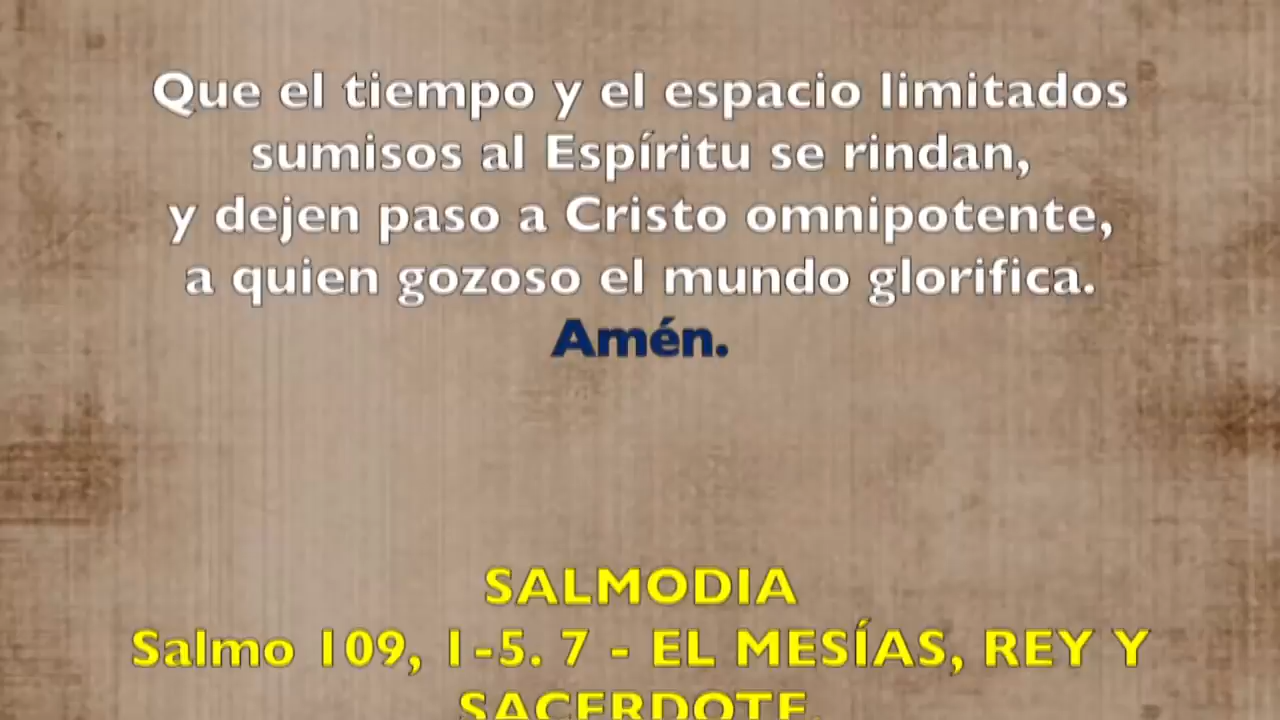 Que el tiempo y el espacio limitados
sumisos al Espíritu se rindan,
y dejen paso a Cristo omnipotente,
a quien gozoso el mundo glorifica.
Amén.
SALMODIA
Salmo 109, 1-5. 7 - EL MESÍAS, REY Y
SACERDOTE.